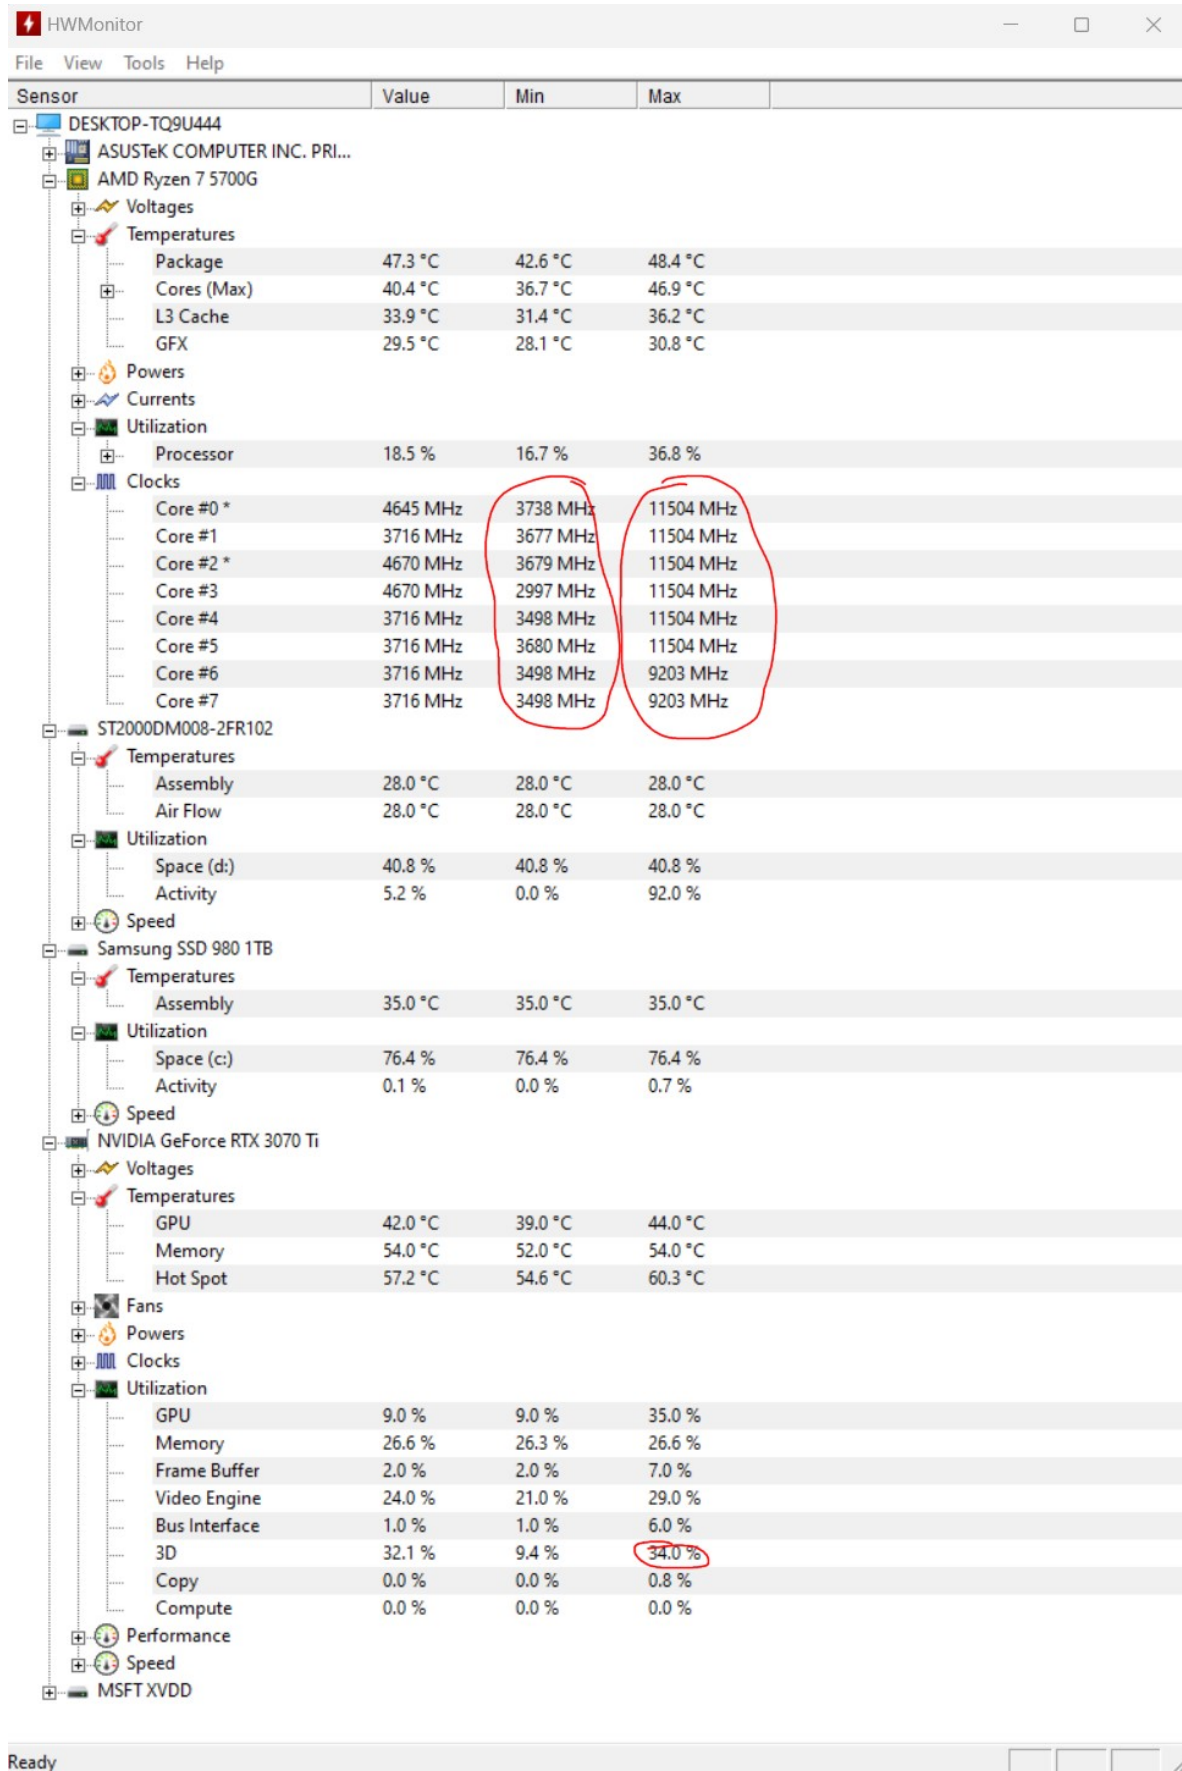 HWMonitor
File View Tools Help
Sensor Value Min Max
DESKTOP-TQ9U444
ASUSTeK COMPUTER INC. PRI...
AMD Ryzen 7 5700G
Voltages
Temperatures
Package 47.3 °C 42.6 °C 48.4 °C
Cores (Max) 40.4 °C 36.7 °C 46.9 °C
L3 Cache 33.9 °C 31.4 °C 36.2 °C
GFX 29.5 °C 28.1 °C 30.8 °C
Powers
Currents
Utilization
Processor 18.5 % 16.7 % 36.8 %
Clocks
Core #0 * 4645 MHz 3738 MHz 11504 MHz
Core #1 3716 MHz 3677 MHz 11504 MHz
Core #2 * 4670 MHz 3679 MHz 11504 MHz
Core #3 4670 MHz 2997 MHz 11504 MHz
Core #4 3716 MHz 3498 MHz 11504 MHz
Core #5 3716 MHz 3680 MHz 11504 MHz
Core #6 3716 MHz 3498 MHz 9203 MHz
Core #7 3716 MHz 3498 MHz 9203 MHz
ST2000DM008-2FR102
Temperatures
Assembly 28.0 °C 28.0 °C 28.0 °C
Air Flow 28.0 °C 28.0 °C 28.0 °C
Utilization
Space (d:) 40.8 % 40.8 % 40.8 %
Activity 5.2 % 0.0 % 92.0 %
Speed
Samsung SSD 980 1TB
Temperatures
Assembly 35.0 °C 35.0 °C 35.0 °C
Utilization
Space (c:) 76.4 % 76.4 % 76.4 %
Activity 0.1 % 0.0 % 0.7 %
Speed
NVIDIA GeForce RTX 3070 Ti
Voltages
Temperatures
GPU 42.0 °C 39.0 °C 44.0 °C
Memory 54.0 °C 52.0 °C 54.0 °C
Hot Spot 57.2 °C 54.6 °C 60.3 °C
Fans
Powers
Clocks
Utilization
GPU 9.0 % 9.0 % 35.0 %
Memory 26.6 % 26.3 % 26.6 %
Frame Buffer 2.0 % 2.0 % 7.0 %
Video Engine 24.0 % 21.0 % 29.0 %
Bus Interface 1.0 % 1.0 % 6.0 %
3D 32.1 % 9.4 % 34.0 %
Copy 0.0 % 0.0 % 0.8 %
Compute 0.0 % 0.0 % 0.0 %
Performance
Speed
MSFT XVDD
Ready